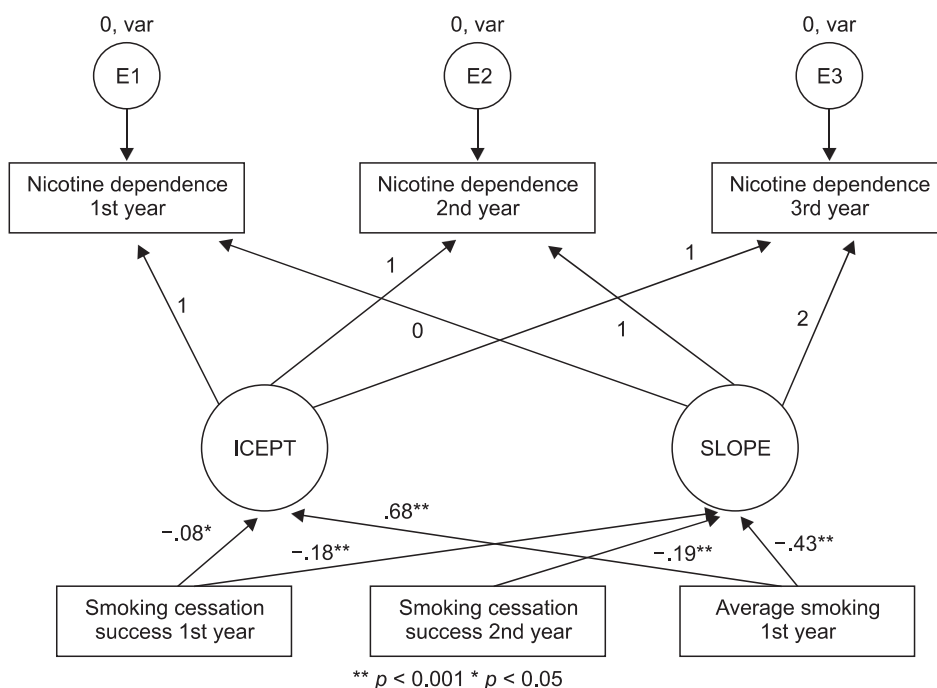 0, var
0, var
0, var
E1
E2
E3
Nicotine dependence
1st year
Nicotine dependence
2nd year
Nicotine dependence
3rd year
1
1
0
1
1
2
ICEPT
SLOPE
−.08*
−.18**
.68**
−.19**
−.43**
Smoking cessation
success 1st year
Smoking cessation
success 2nd year
Average smoking
1st year
** p < 0.001 * p < 0.05